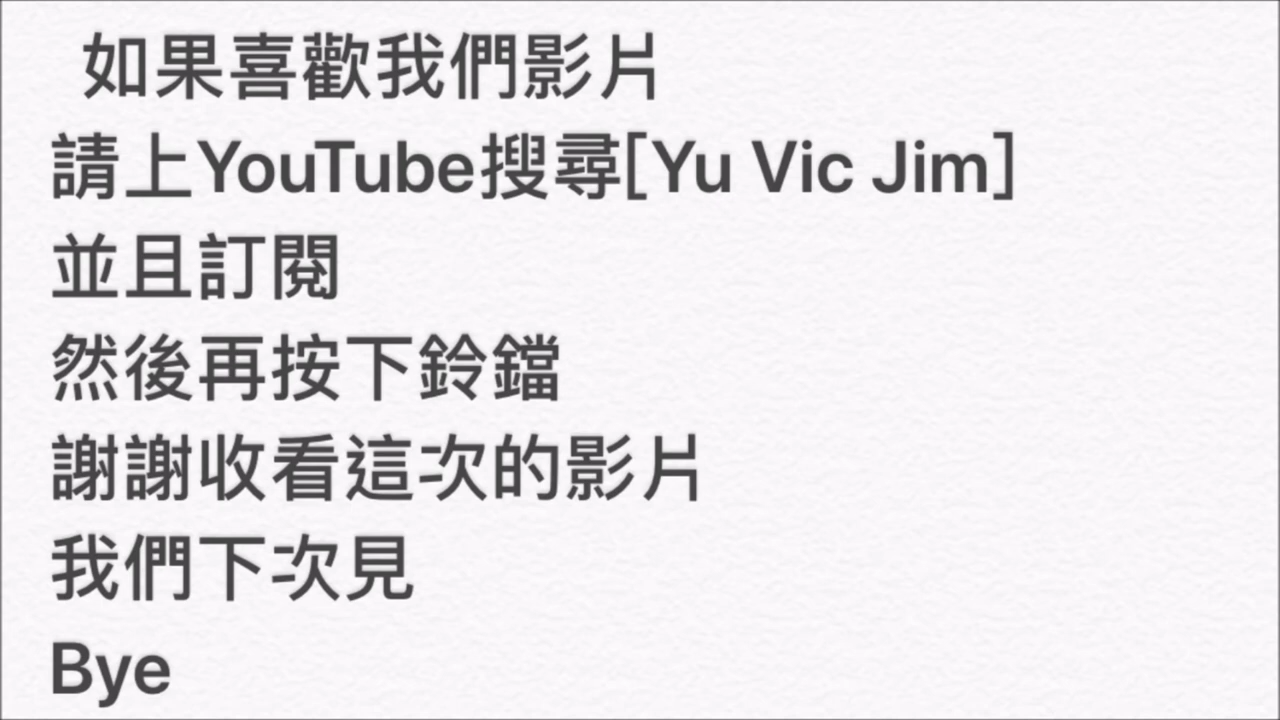 如果喜歡我們影片
請上YouTube搜尋[Yu Vic Jim]
並且訂閱
然後再按下鈴鐺
謝謝收看這次的影片
我們下次見
Bye